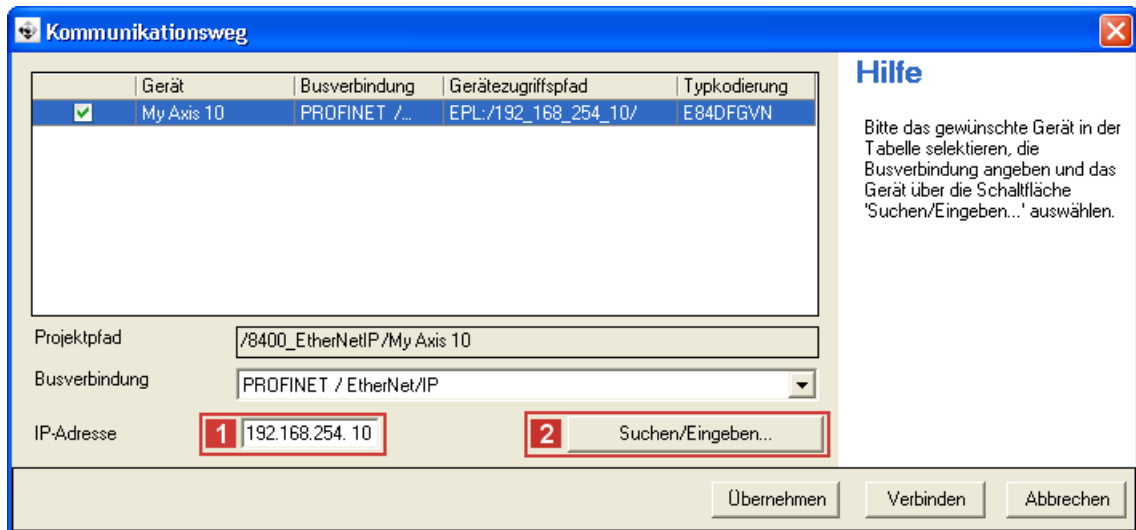 Kommunikationsweg
Gerät Busverbindung Gerätezugriffspfad Typkodierung
My Axis 10 PROFINET /... EPL:/192_168_254_10/ E84DFGVN
Projektpfad /8400_EtherNetIP/My Axis 10
Busverbindung PROFINET / EtherNet/IP
IP-Adresse 1 192.168.254. 10 2 Suchen/Eingeben...
Hilfe
Bitte das gewünschte Gerät in der
Tabelle selektieren, die
Busverbindung angeben und das
Gerät über die Schaltfläche
'Suchen/Eingeben...' auswählen.
Übernehmen Verbinden Abbrechen